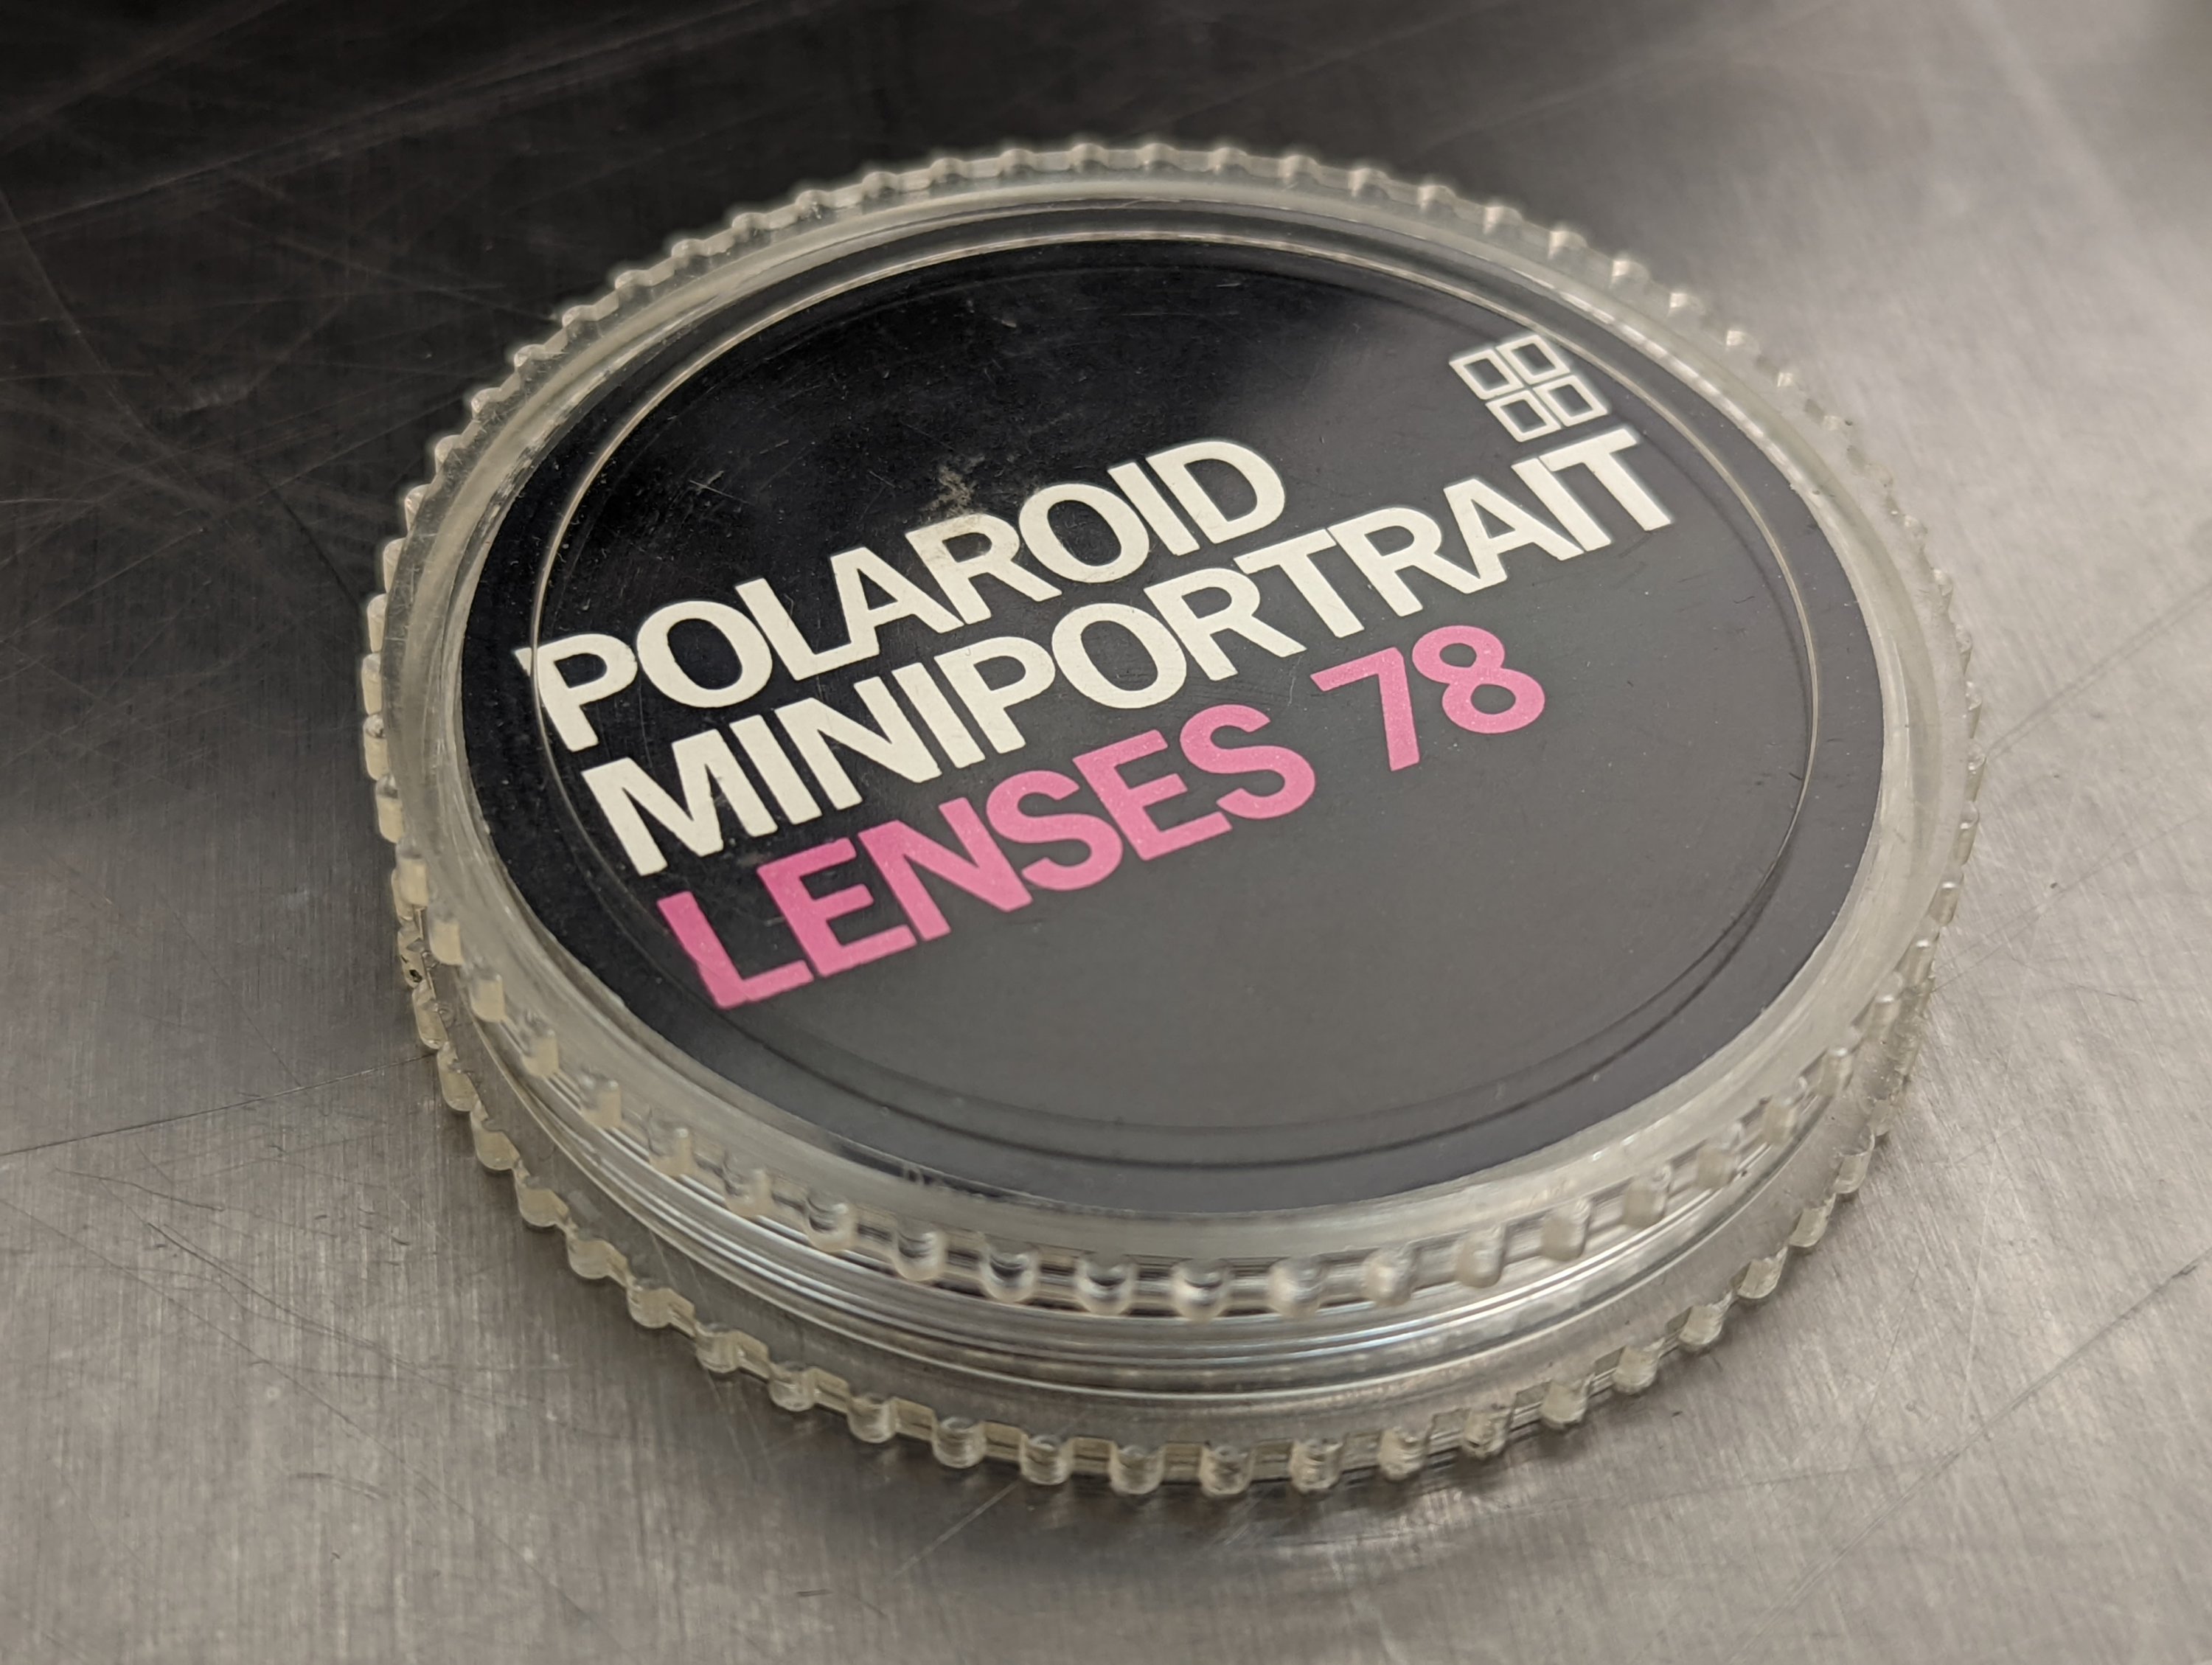 POLAROID
MINIPORTRAIT
LENSES 78